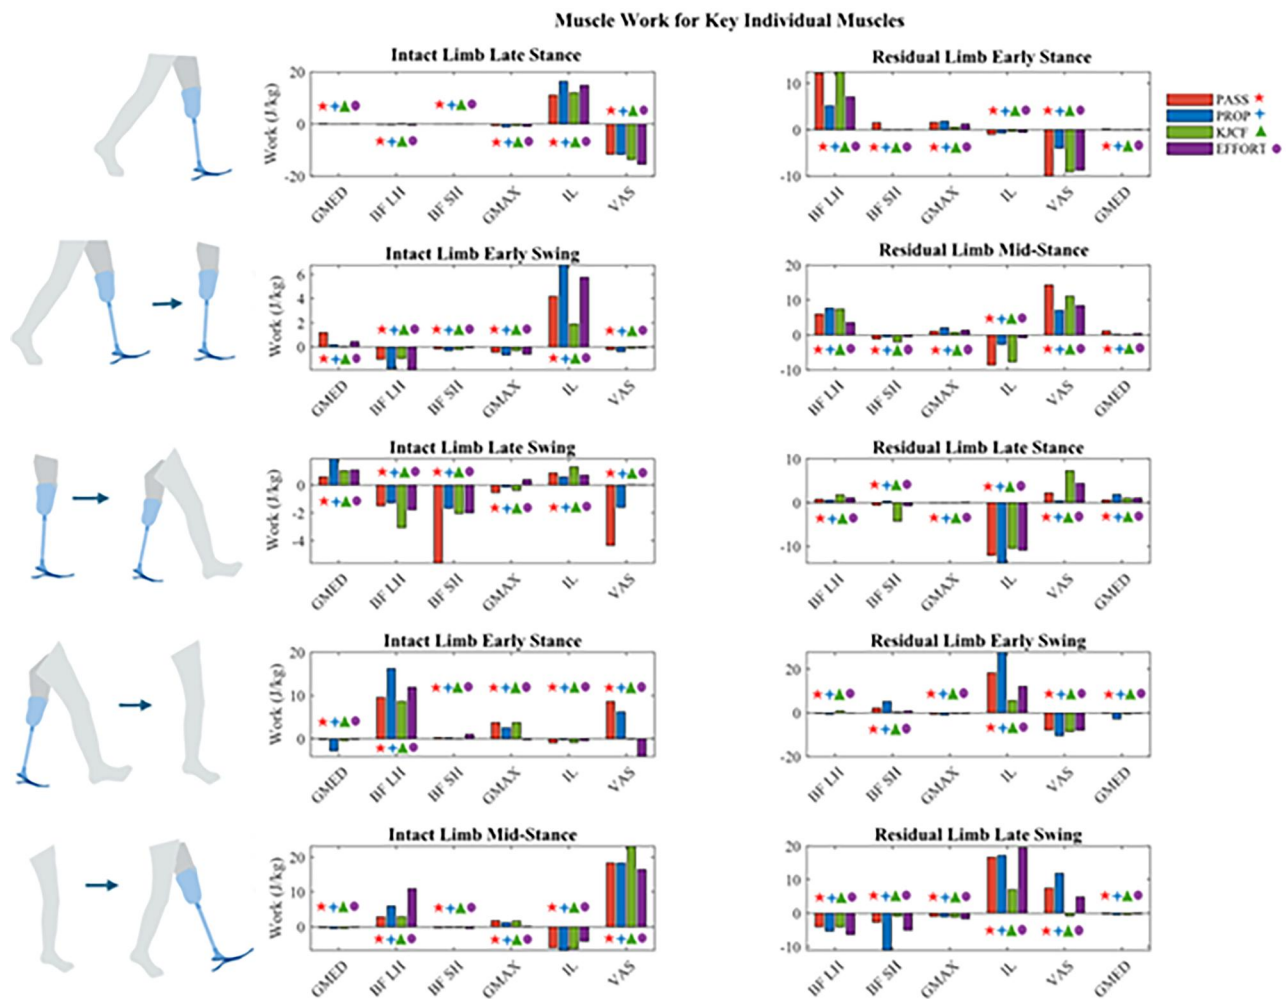 Muscle Work for Key Individual Muscles
Intact Limb Late Stance
Work (J/kg)
20
0
-20
GMED
BF LH
BF SH
GMAX
IL
VAS
Residual Limb Early Stance
10
0
-10
BF LH
BF SH
GMAX
IL
VAS
GMED
PASS
PROP
KJCF
EFFORT
Intact Limb Early Swing
Work (J/kg)
6
4
2
0
GMED
BF LH
BF SH
GMAX
IL
VAS
Residual Limb Mid-Stance
20
10
0
-10
BF LH
BF SH
GMAX
IL
VAS
GMED
Intact Limb Late Swing
Work (J/kg)
0
-2
-4
GMED
BF LH
BF SH
GMAX
IL
VAS
Residual Limb Late Stance
10
0
-10
BF LH
BF SH
GMAX
IL
VAS
GMED
Intact Limb Early Stance
Work (J/kg)
20
10
0
GMED
BF LH
BF SH
GMAX
IL
VAS
Residual Limb Early Swing
20
0
-20
BF LH
BF SH
GMAX
IL
VAS
GMED
Intact Limb Mid-Stance
Work (J/kg)
20
10
0
GMED
BF LH
BF SH
GMAX
IL
VAS
Residual Limb Late Swing
20
10
0
-10
BF LH
BF SH
GMAX
IL
VAS
GMED